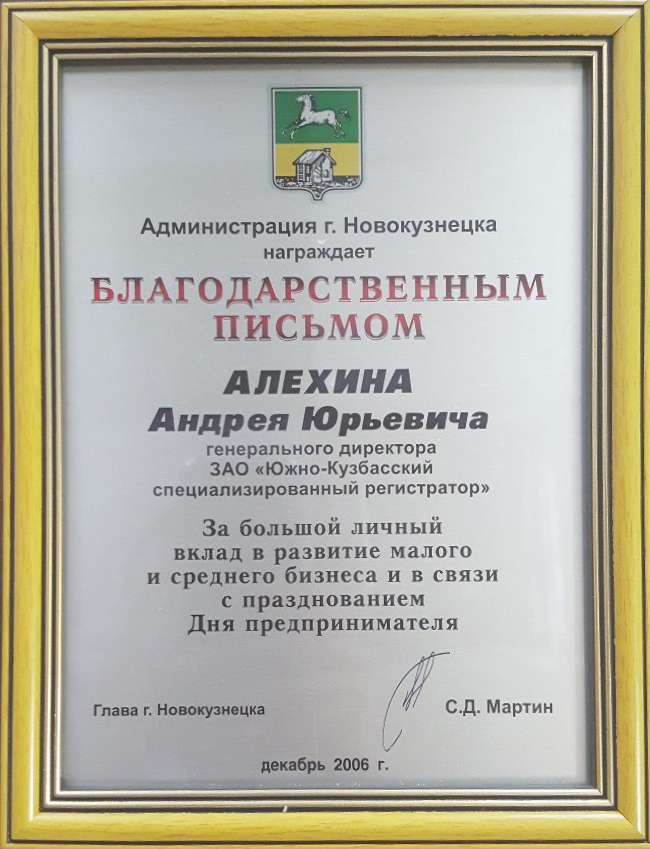 Администрация г. Новокузнецка
награждает
БЛАГОДАРСТВЕННЫМ
ПИСЬМОМ
АЛЕХИНА
Андрея Юрьевича
генерального директора
ЗАО «Южно-Кузбасский
специализированный регистратор»
За большой личный
вклад в развитие малого
и среднего бизнеса и в связи
с празднованием
Дня предпринимателя
Глава г. Новокузнецка С.Д. Мартин
декабрь 2006 г.